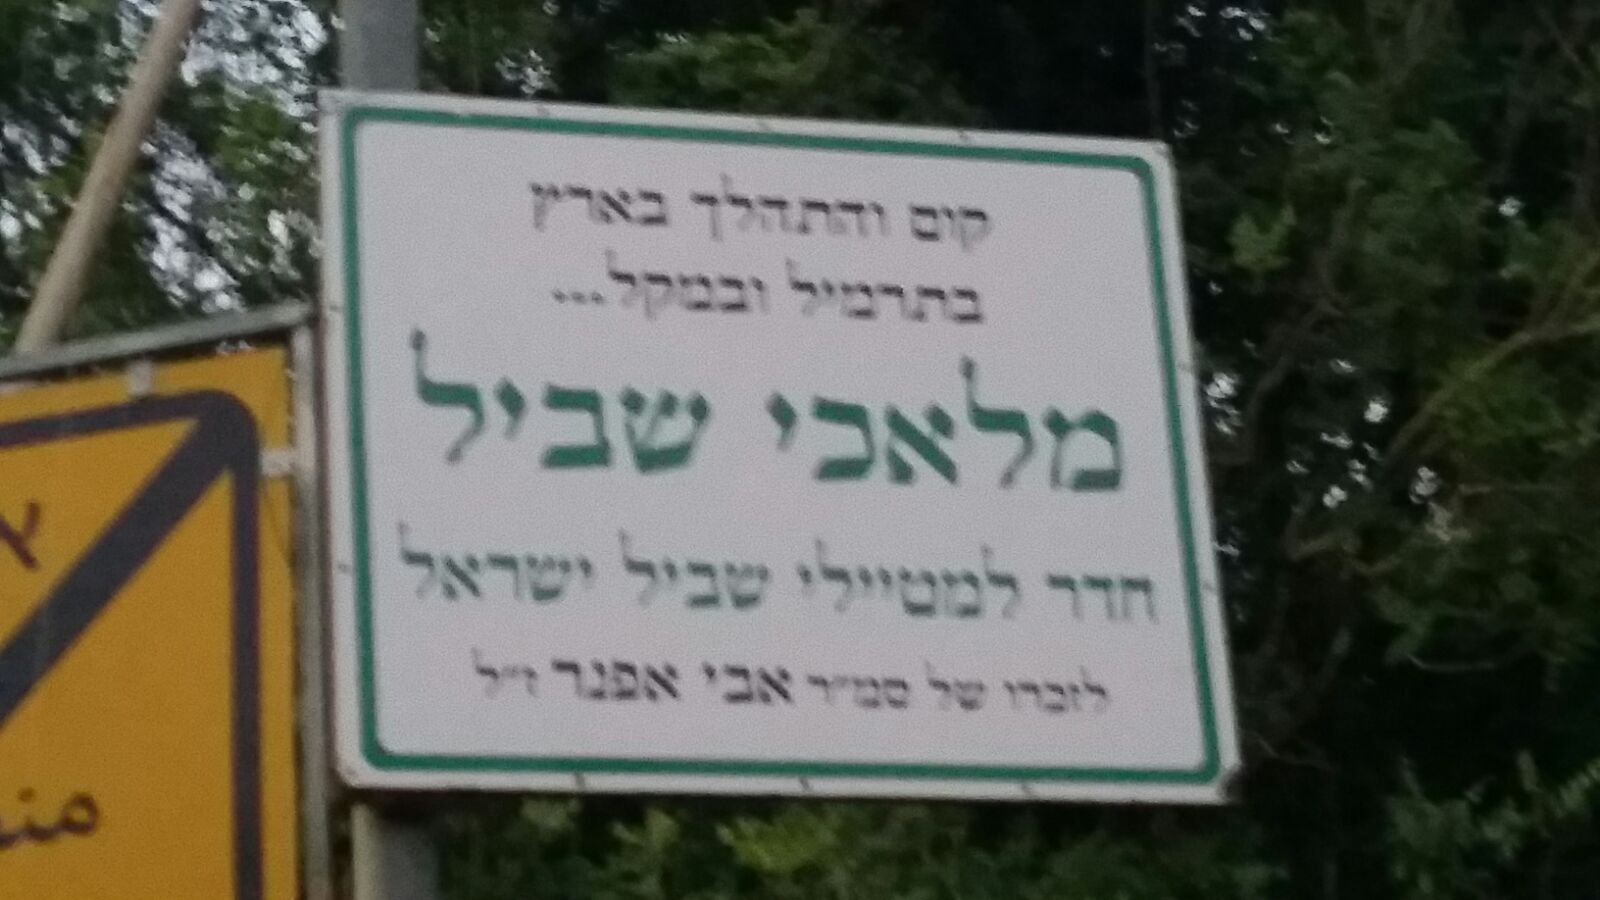 קום והתהלך בארץ
בתרמיל ובמקל...
מלאכי שביל
חדר למטיילי שביל ישראל
לזכרו של סמ״ר אבי אפנר ז״ל